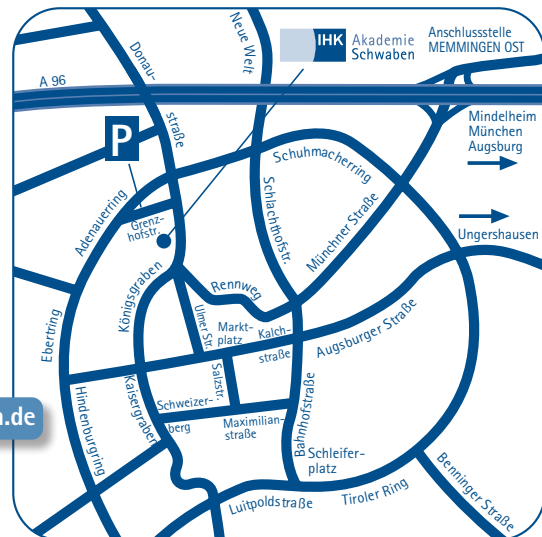 Neue Welt
Donau-
straße
IHK Akademie
Schwaben
Anschlussstelle
MEMMINGEN OST
A 96
P
Mindelheim
München
Augsburg
Schuhmacherring
Adenauerring
Grenz-
hofstr.
Schlachthofstr.
Münchner Straße
Ungershausen
Königsgraben
Rennweg
Ulmer Str.
Markt-
platz
Kalch-
straße
Augsburger Straße
Ebertring
Hindenburgring
Kaisergraben
Salzstr.
Schweizer-
berg
Maximilian-
straße
Bahnhofstraße
n.de
Schleifer-
platz
Luitpoldstraße
Tiroler Ring
Benninger Straße